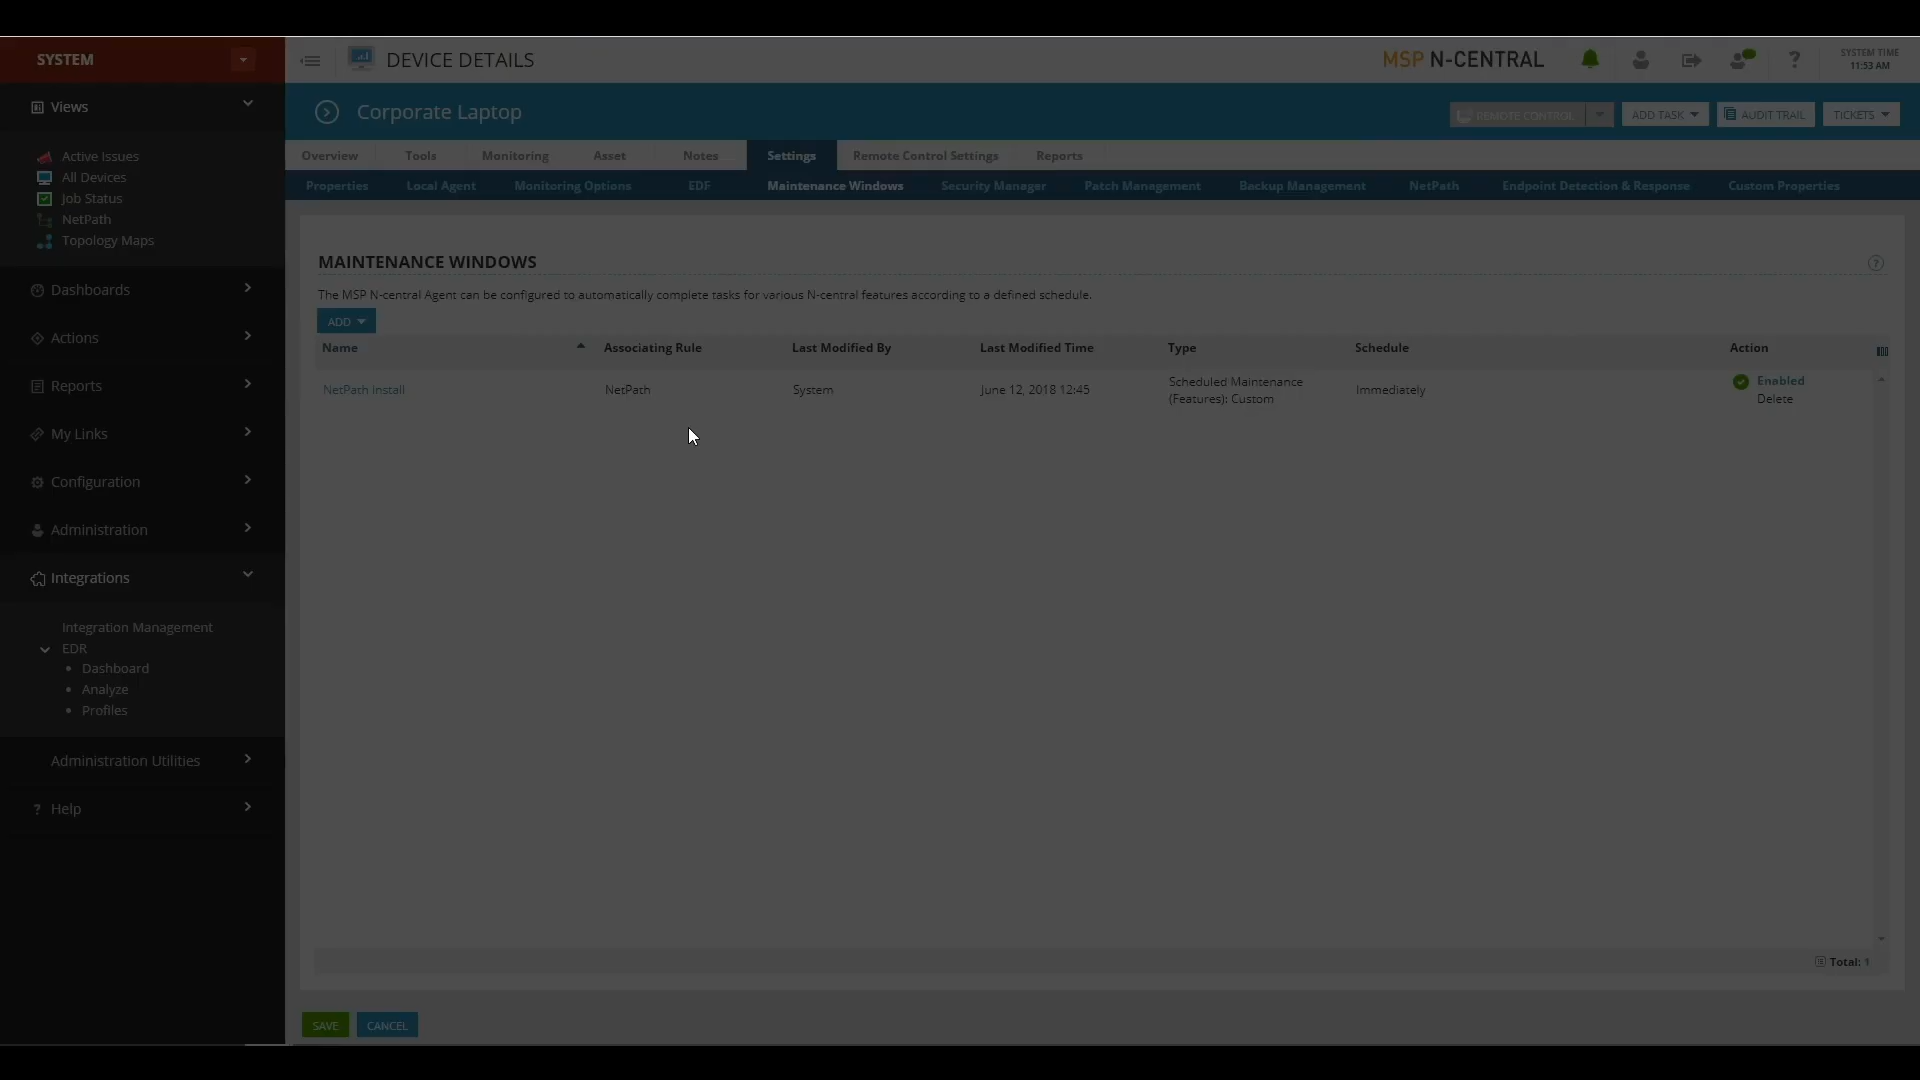 SYSTEM
DEVICE DETAILS
MSP N-CENTRAL
?
SYSTEM TIME
11:53 AM
Views
Corporate Laptop
REMOTE CONTROL
ADD TASK
AUDIT TRAIL
TICKETS
Active Issues
All Devices
Job Status
NetPath
Topology Maps
Overview
Tools
Monitoring
Asset
Notes
Settings
Remote Control Settings
Reports
Properties
Local Agent
Monitoring Options
EDF
Maintenance Windows
Security Manager
Patch Management
Backup Management
NetPath
Endpoint Detection & Response
Custom Properties
Dashboards
Actions
Reports
My Links
Configuration
Administration
Integrations
Integration Management
EDR
Dashboard
Analyze
Profiles
Administration Utilities
? Help
MAINTENANCE WINDOWS
?
The MSP N-central Agent can be configured to automatically complete tasks for various N-central features according to a defined schedule.
ADD
Name
Associating Rule
Last Modified By
Last Modified Time
Type
Schedule
Action
NetPath Install
NetPath
System
June 12, 2018 12:45
Scheduled Maintenance
(Features): Custom
Immediately
Enabled
Delete
Total: 1
SAVE
CANCEL